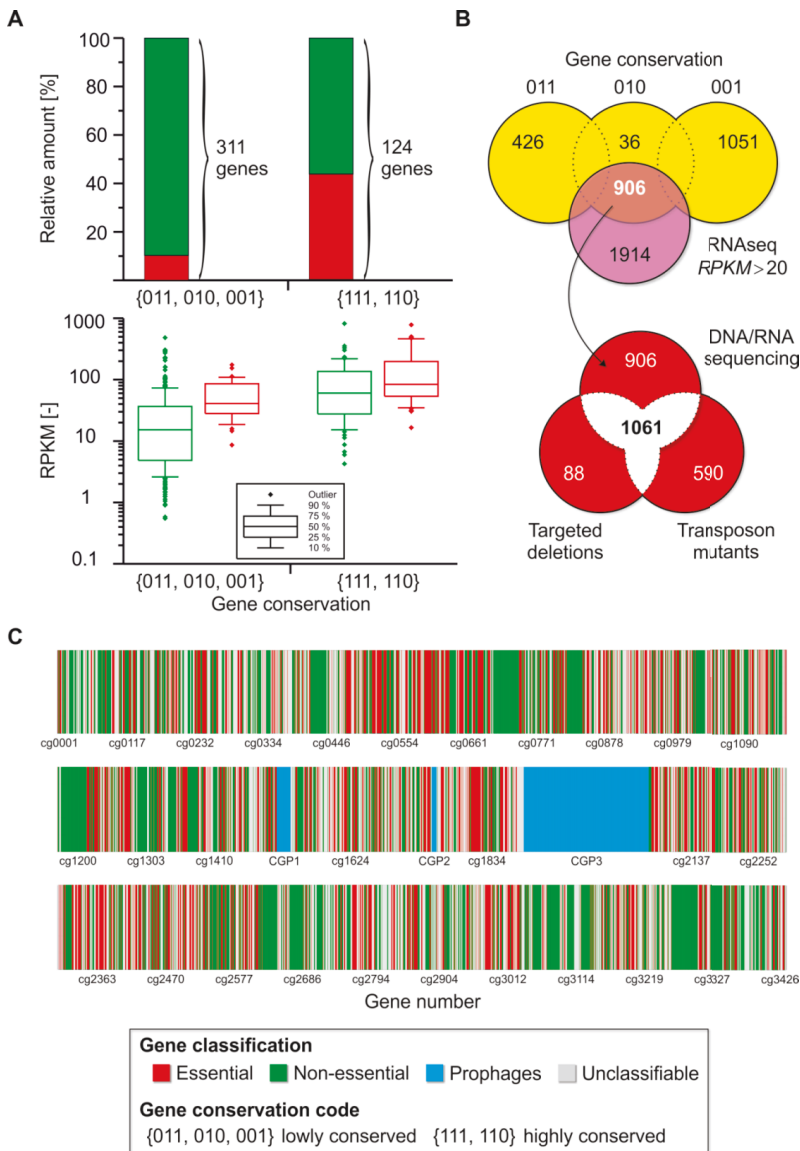 A
100
80
60
40
20
Relative amount [%]
311
genes
124
genes
{011, 010, 001}
{111, 110}
1000
100
10
1
0.1
RPKM [-]
Outlier
90 %
75 %
50 %
25 %
10 %
{011, 010, 001}
{111, 110}
Gene conservation
B
Gene conservation
011 010 001
426 36 1051
906
1914
RNAseq
RPKM>20
DNA/RNA
sequencing
906
1061
88
590
Targeted
deletions
Transposon
mutants
C
cg0001 cg0117 cg0232 cg0334 cg0446 cg0554 cg0661 cg0771 cg0878 cg0979 cg1090
cg1200 cg1303 cg1410 CGP1 cg1624 CGP2 cg1834 CGP3 cg2137 cg2252
cg2363 cg2470 cg2577 cg2686 cg2794 cg2904 cg3012 cg3114 cg3219 cg3327 cg3426
Gene number
Gene classification
Essential Non-essential Prophages Unclassifiable
Gene conservation code
{011, 010, 001} lowly conserved {111, 110} highly conserved